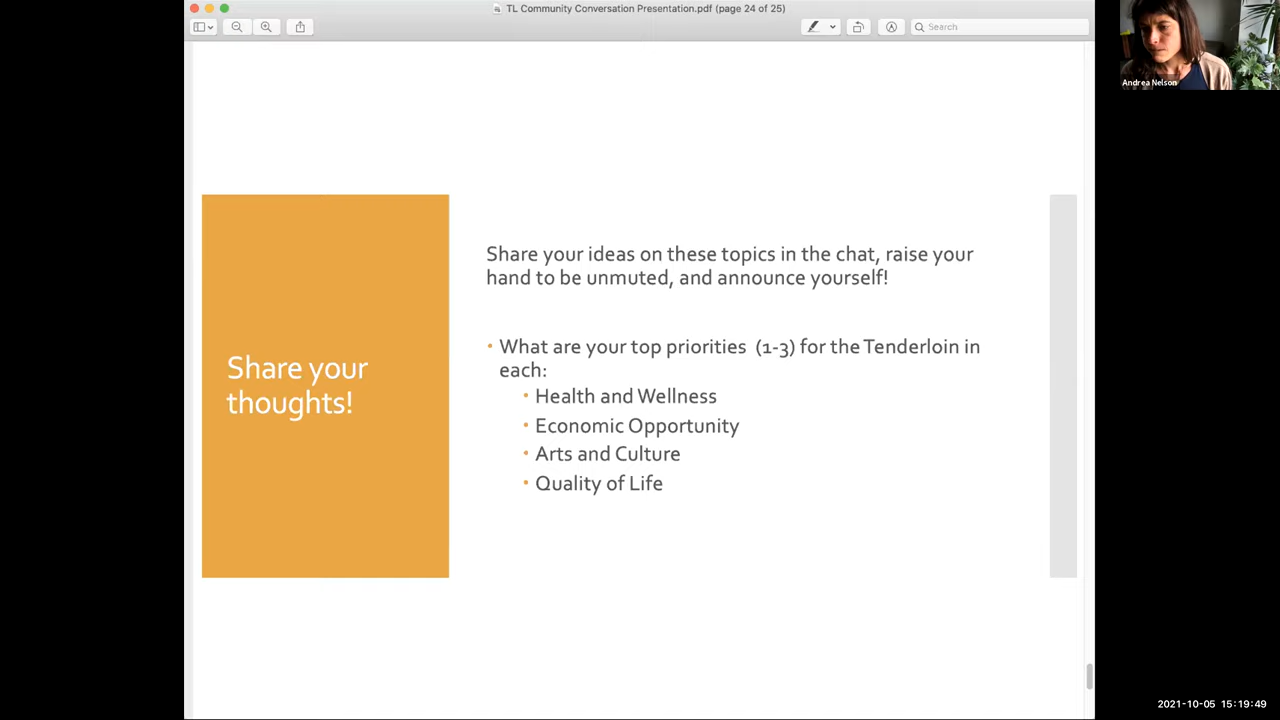 TL Community Conversation Presentation.pdf (page 24 of 25)
Search
Andrea Nelson
Share your thoughts!
Share your ideas on these topics in the chat, raise your
hand to be unmuted, and announce yourself!
• What are your top priorities (1-3) for the Tenderloin in
each:
• Health and Wellness
• Economic Opportunity
• Arts and Culture
• Quality of Life
2021-10-05 15:19:49